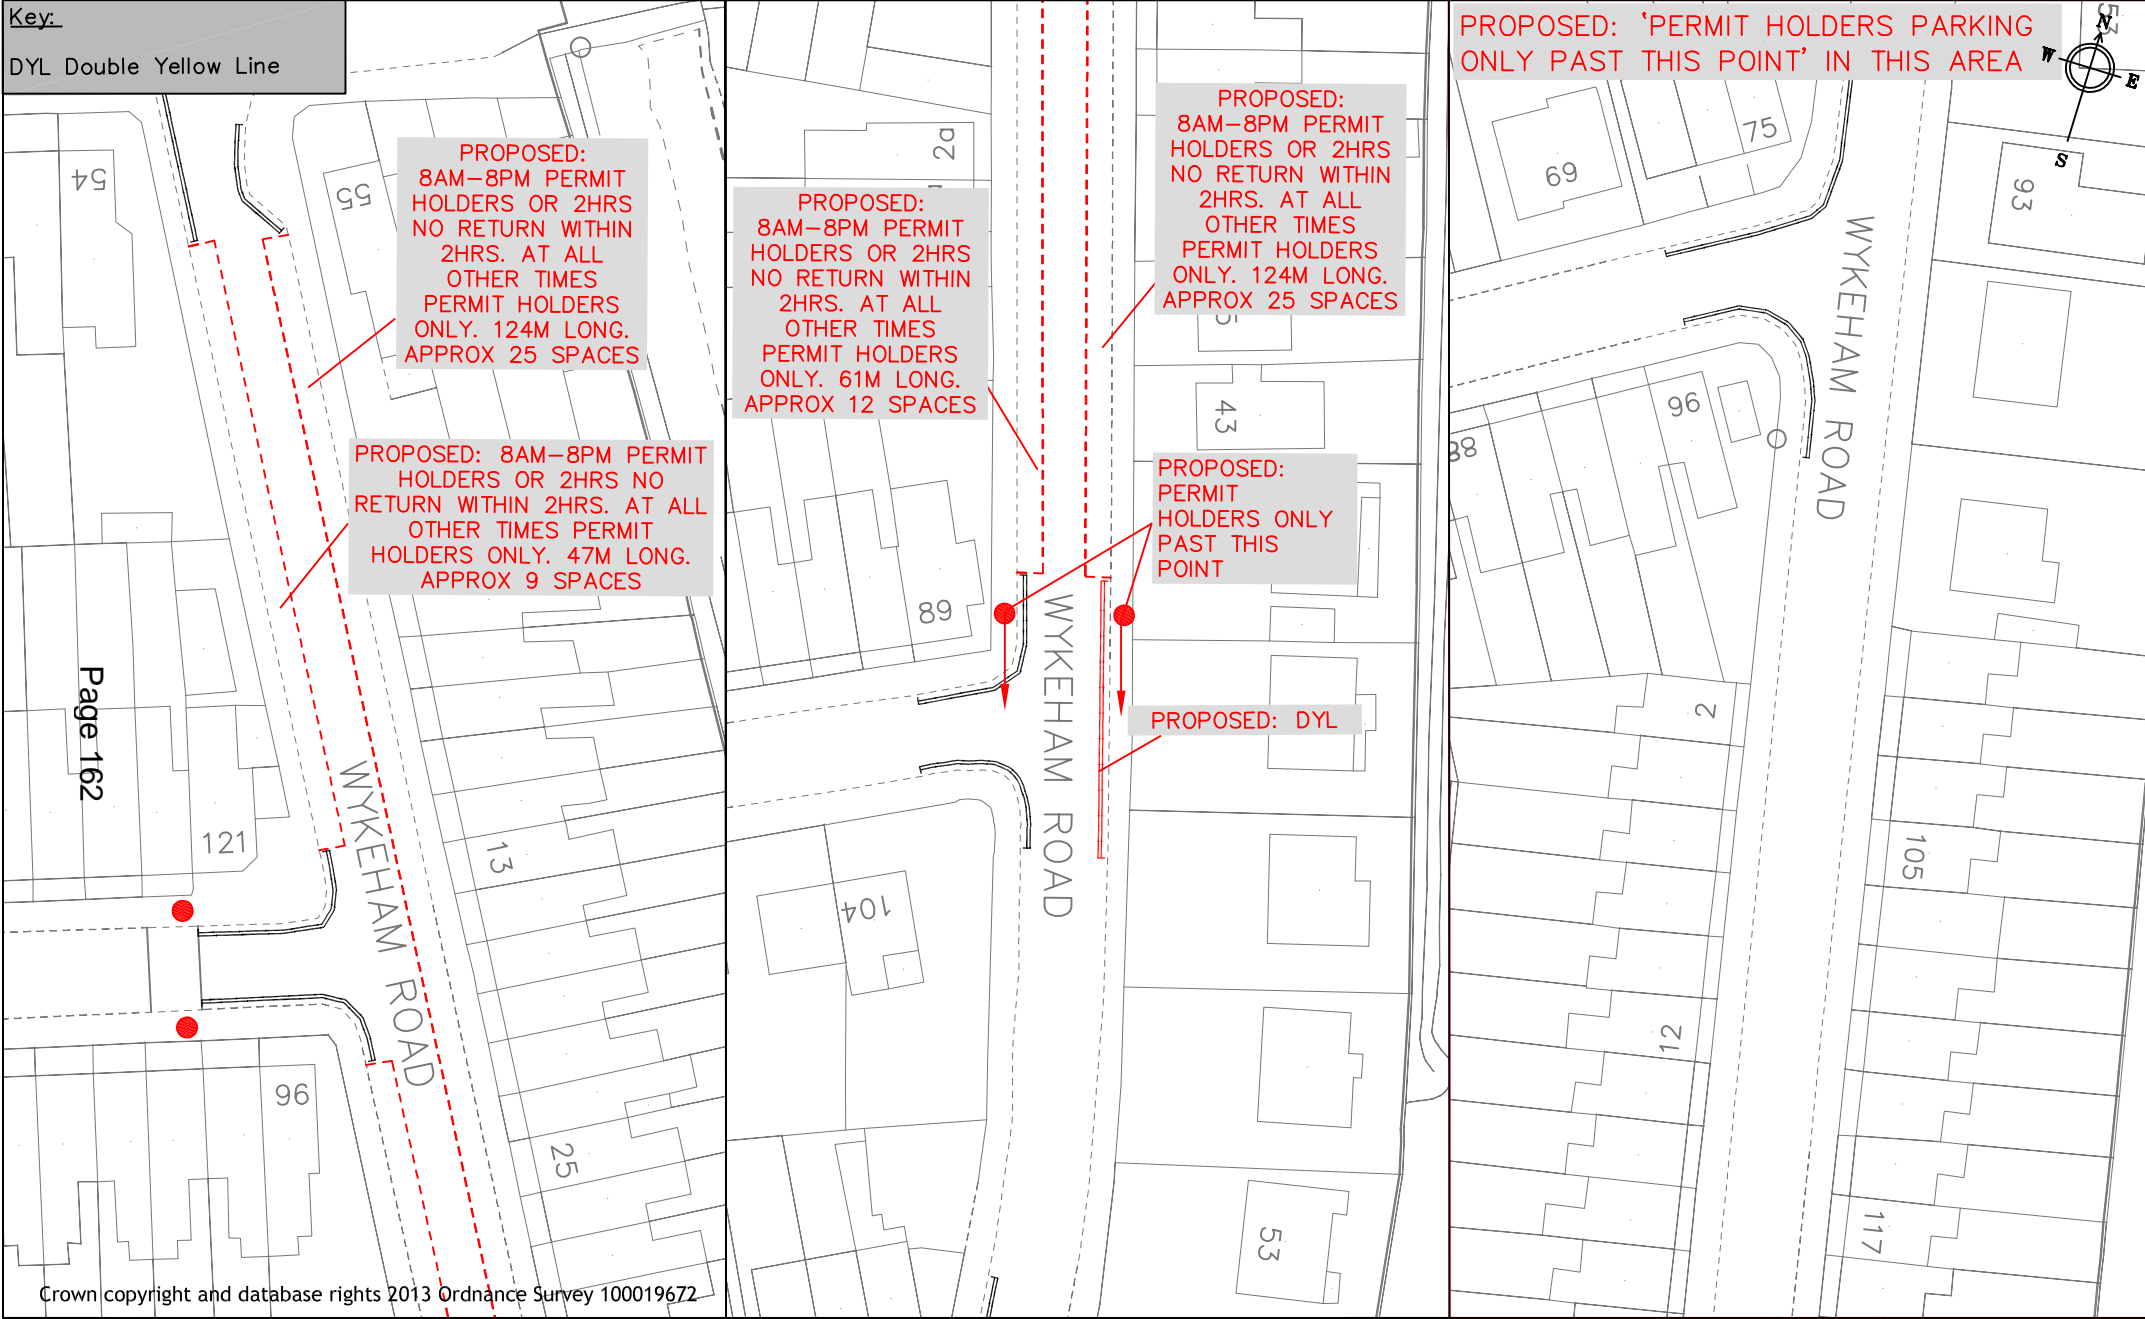 Key:
DYL Double Yellow Line
54
55
PROPOSED:
8AM–8PM PERMIT
HOLDERS OR 2HRS
NO RETURN WITHIN
2HRS. AT ALL
OTHER TIMES
PERMIT HOLDERS
ONLY. 124M LONG.
APPROX 25 SPACES
PROPOSED: 8AM–8PM PERMIT
HOLDERS OR 2HRS NO
RETURN WITHIN 2HRS. AT ALL
OTHER TIMES PERMIT
HOLDERS ONLY. 47M LONG.
APPROX 9 SPACES
Page 162
121
WYKEHAM ROAD
13
96
25
Crown copyright and database rights 2013 Ordnance Survey 100019672
2a
PROPOSED:
8AM–8PM PERMIT
HOLDERS OR 2HRS
NO RETURN WITHIN
2HRS. AT ALL
OTHER TIMES
PERMIT HOLDERS
ONLY. 61M LONG.
APPROX 12 SPACES
PROPOSED:
8AM–8PM PERMIT
HOLDERS OR 2HRS
NO RETURN WITHIN
2HRS. AT ALL
OTHER TIMES
PERMIT HOLDERS
ONLY. 124M LONG.
APPROX 25 SPACES
43
PROPOSED:
PERMIT
HOLDERS ONLY
PAST THIS
POINT
89
WYKEHAM ROAD
PROPOSED: DYL
104
53
PROPOSED: ‘PERMIT HOLDERS PARKING
ONLY PAST THIS POINT’ IN THIS AREA
53
N
W
E
S
75
69
93
WYKEHAM ROAD
96
88
2
105
12
117